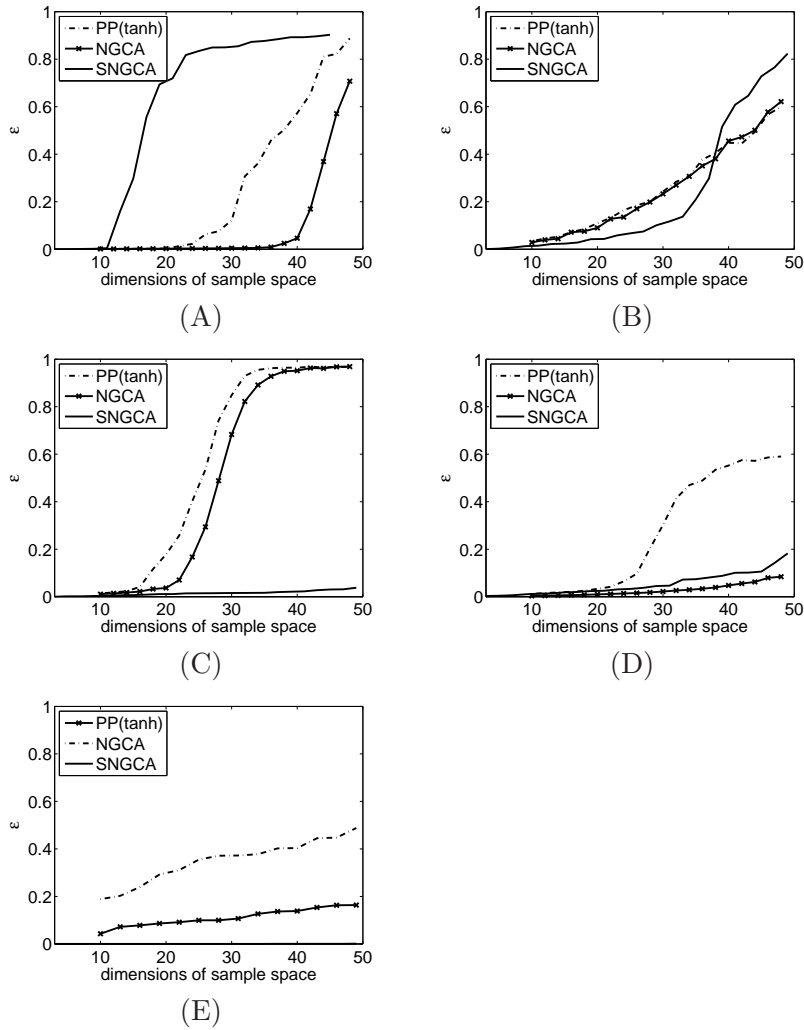 1
0.8
0.6
0.4
0.2
0
ε
PP(tanh)
NGCA
SNGCA
10 20 30 40 50
dimensions of sample space
(A)
1
0.8
0.6
0.4
0.2
0
ε
PP(tanh)
NGCA
SNGCA
10 20 30 40 50
dimensions of sample space
(B)
1
0.8
0.6
0.4
0.2
0
ε
PP(tanh)
NGCA
SNGCA
10 20 30 40 50
dimensions of sample space
(C)
1
0.8
0.6
0.4
0.2
0
ε
PP(tanh)
NGCA
SNGCA
10 20 30 40 50
dimensions of sample space
(D)
1
0.8
0.6
0.4
0.2
0
ε
PP(tanh)
NGCA
SNGCA
10 20 30 40 50
dimensions of sample space
(E)